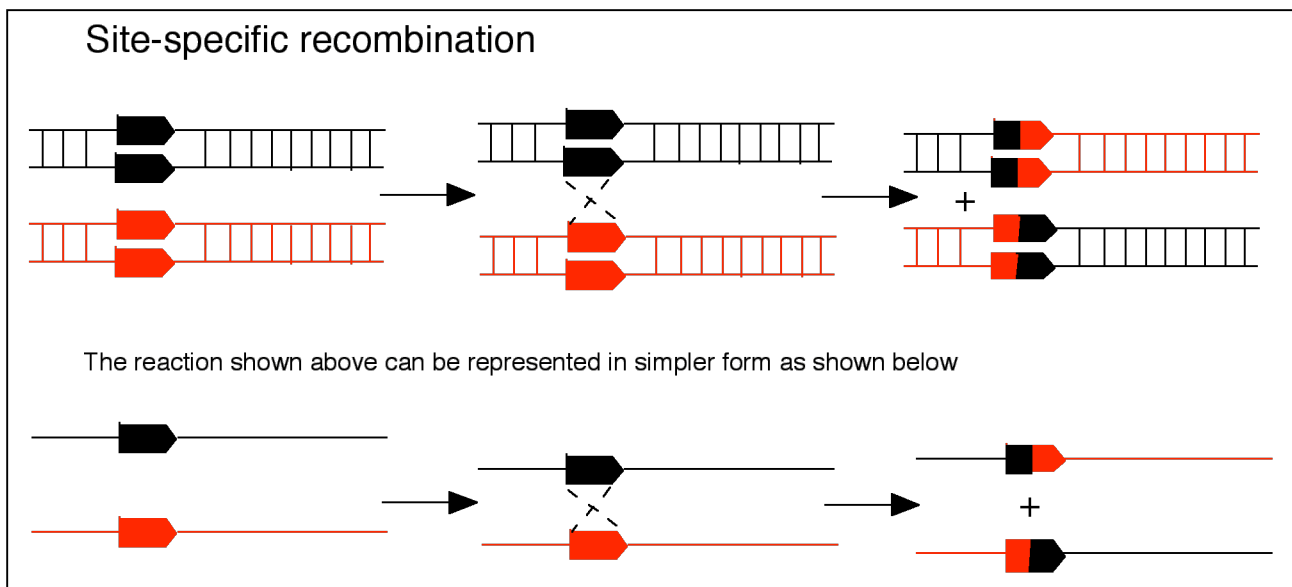 Site-specific recombination
+
The reaction shown above can be represented in simpler form as shown below
+